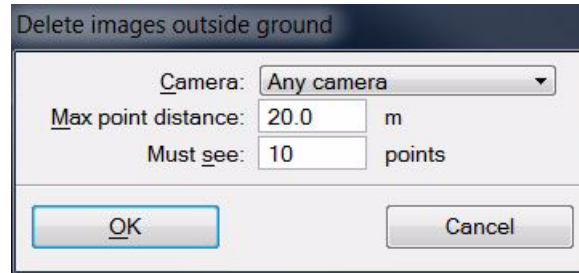 Delete images outside ground
Camera: Any camera
Max point distance: 20.0 m
Must see: 10 points
OK Cancel